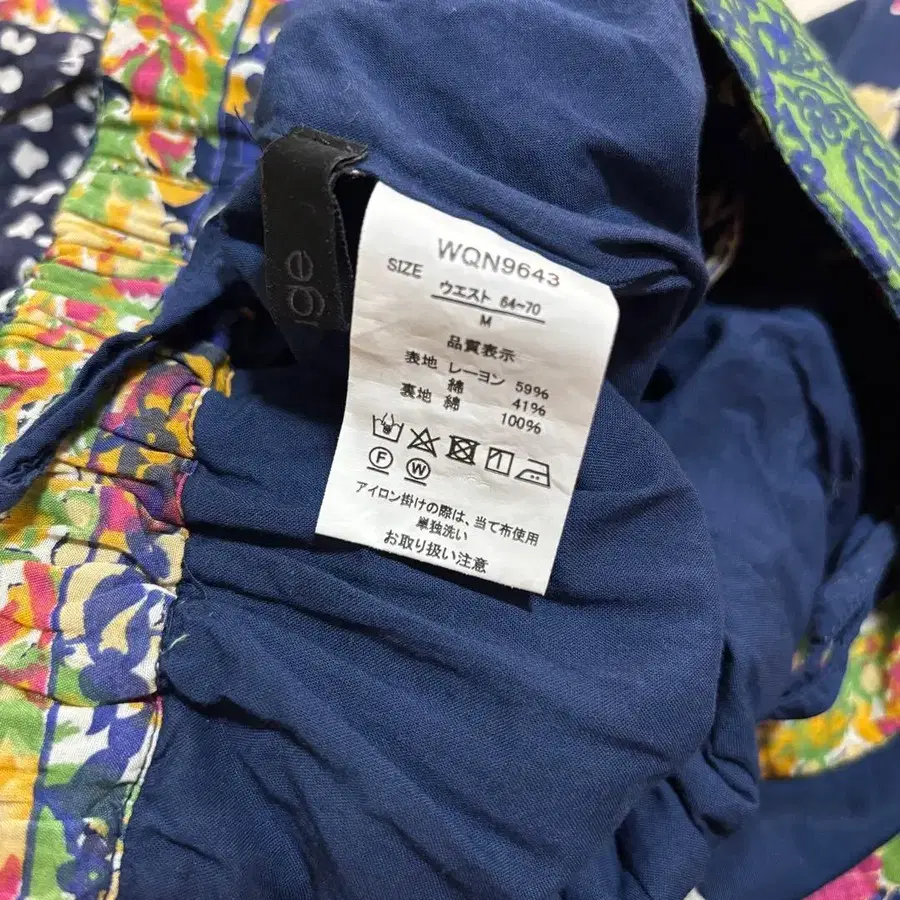 WQN9643
SIZE ウエスト 64~70
M
品質表示
表地 レーヨン 59%
綿 41%
裏地 綿 100%
F W
アイロン掛けの際は、当て布使用
単独洗い
お取り扱い注意